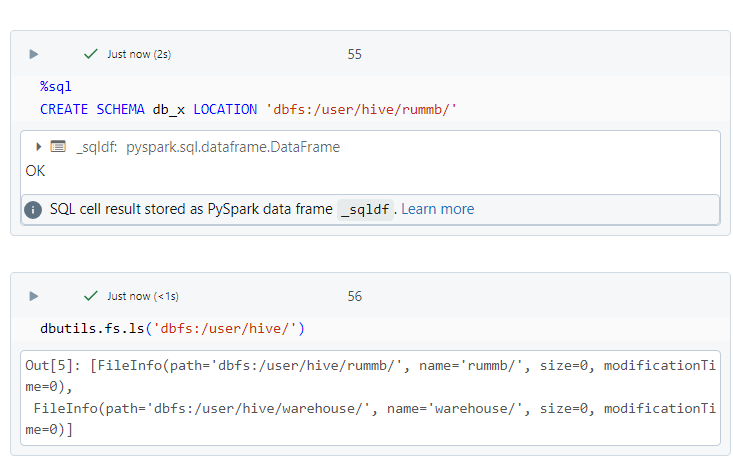 Just now (2s)
55
%sql
CREATE SCHEMA db_x LOCATION 'dbfs:/user/hive/rummb/'
_sqldf: pyspark.sql.dataframe.DataFrame
OK
SQL cell result stored as PySpark data frame _sqldf. Learn more
Just now (<1s)
56
dbutils.fs.ls('dbfs:/user/hive/')
Out[5]: [FileInfo(path='dbfs:/user/hive/rummb/', name='rummb/', size=0, modificationTi
me=0),
FileInfo(path='dbfs:/user/hive/warehouse/', name='warehouse/', size=0, modificationTi
me=0)]